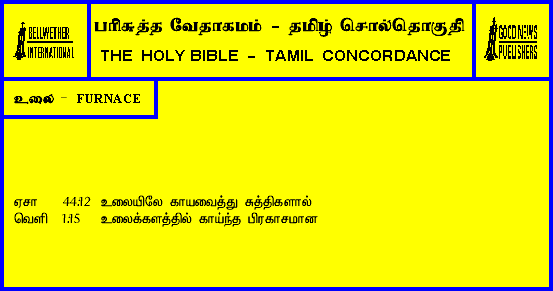 BELLWETHER
INTERNATIONAL
பரிசுத்த வேதாகமம் - தமிழ் சொல்தொகுதி
THE HOLY BIBLE - TAMIL CONCORDANCE
GOOD NEWS
PUBLISHERS
உலை - FURNACE
ஏசா 44:12 உலையிலே காயவைத்து சுத்திகளால்
வெளி 1:15 உலைக்களத்தில் காய்ந்த பிரகாசமான